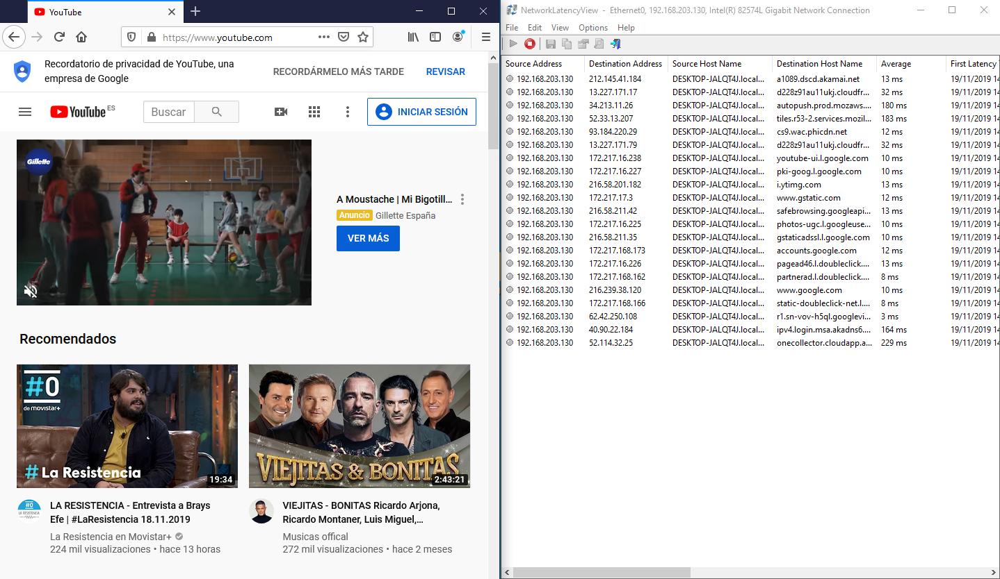 YouTube
https://www.youtube.com
Recordatorio de privacidad de YouTube, una
empresa de Google
RECORDÁRMELO MÁS TARDE
REVISAR
YouTube ES
Buscar
INICIAR SESIÓN
Gillette
A Moustache | Mi Bigotill...
Anuncio Gillette España
VER MÁS
Recomendados
#0
de movistar+
# La Resistencia
19:34
VIEJITAS & BONITAS
2:43:21
#0
LA RESISTENCIA
LA RESISTENCIA - Entrevista a Brays
Efe | #LaResistencia 18.11.2019
La Resistencia en Movistar+
224 mil visualizaciones • hace 13 horas
VIEJITAS - BONITAS Ricardo Arjona,
Ricardo Montaner, Luis Miguel,...
Musicas offical
272 mil visualizaciones • hace 2 meses
NetworkLatencyView - Ethernet0, 192.168.203.130, Intel(R) 82574L Gigabit Network Connection
File Edit View Options Help
Source Address Destination Address Source Host Name Destination Host Name Average First Latency
192.168.203.130 212.145.41.184 DESKTOP-JALQT4J.local... a1089.dscd.akamai.net 13 ms 19/11/2019 14
192.168.203.130 13.227.171.17 DESKTOP-JALQT4J.local... d228z91au11ukj.cloudfr... 32 ms 19/11/2019 14
192.168.203.130 34.213.11.26 DESKTOP-JALQT4J.local... autopush.prod.mozaws.... 180 ms 19/11/2019 14
192.168.203.130 52.33.13.207 DESKTOP-JALQT4J.local... tiles.r53-2.services.mozil... 183 ms 19/11/2019 14
192.168.203.130 93.184.220.29 DESKTOP-JALQT4J.local... cs9.wac.phicdn.net 12 ms 19/11/2019 14
192.168.203.130 13.227.171.79 DESKTOP-JALQT4J.local... d228z91au11ukj.cloudfr... 32 ms 19/11/2019 14
192.168.203.130 172.217.16.238 DESKTOP-JALQT4J.local... youtube-ui.l.google.com 10 ms 19/11/2019 14
192.168.203.130 172.217.16.227 DESKTOP-JALQT4J.local... pki-goog.l.google.com 10 ms 19/11/2019 14
192.168.203.130 216.58.201.182 DESKTOP-JALQT4J.local... i.ytimg.com 13 ms 19/11/2019 14
192.168.203.130 172.217.17.3 DESKTOP-JALQT4J.local... www.gstatic.com 12 ms 19/11/2019 14
192.168.203.130 216.58.211.42 DESKTOP-JALQT4J.local... safebrowsing.googleapi... 13 ms 19/11/2019 14
192.168.203.130 172.217.16.225 DESKTOP-JALQT4J.local... photos-ugc.l.googleuse... 10 ms 19/11/2019 14
192.168.203.130 216.58.211.35 DESKTOP-JALQT4J.local... gstaticadssl.l.google.com 10 ms 19/11/2019 14
192.168.203.130 172.217.168.173 DESKTOP-JALQT4J.local... accounts.google.com 12 ms 19/11/2019 14
192.168.203.130 172.217.16.226 DESKTOP-JALQT4J.local... pagead46.l.doubleclick.... 13 ms 19/11/2019 14
192.168.203.130 172.217.168.162 DESKTOP-JALQT4J.local... partnerad.l.doubleclick.... 8 ms 19/11/2019 14
192.168.203.130 216.239.38.120 DESKTOP-JALQT4J.local... www.google.com 10 ms 19/11/2019 14
192.168.203.130 172.217.168.166 DESKTOP-JALQT4J.local... static-doubleclick-net.l.... 8 ms 19/11/2019 14
192.168.203.130 62.42.250.108 DESKTOP-JALQT4J.local... r1.sn-vov-h5ql.googlevi... 3 ms 19/11/2019 14
192.168.203.130 40.90.22.184 DESKTOP-JALQT4J.local... ipv4.login.msa.akadns6.... 164 ms 19/11/2019 14
192.168.203.130 52.114.32.25 DESKTOP-JALQT4J.local... onecollector.cloudapp.a... 229 ms 19/11/2019 14